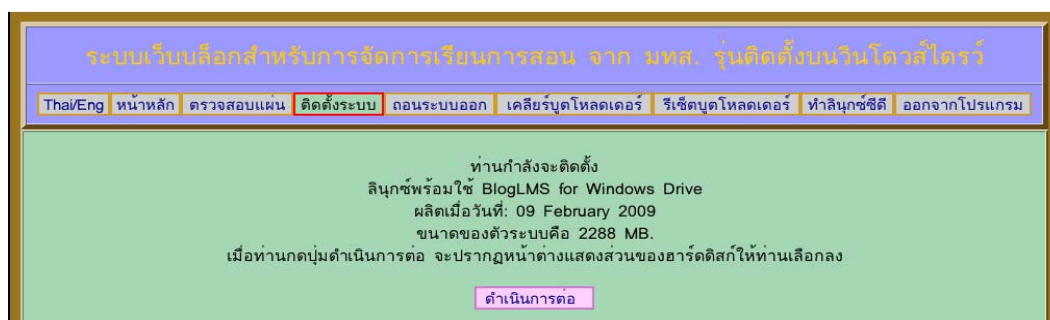 ระบบเว็บบล็อกสำหรับการจัดการเรียนการสอน จาก มทส. รุ่นติดตั้งบนวินโดวส์ไดรว์
Thai/Eng หน้าหลัก ตรวจสอบแผ่น ติดตั้งระบบ ถอนระบบออก เคลียร์บูตโหลดเดอร์ รีเซ็ตบูตโหลดเดอร์ ทำลินุกซ์ซีดี ออกจากโปรแกรม
ท่านกำลังจะติดตั้ง
ลินุกซ์พร้อมใช้ BlogLMS for Windows Drive
ผลิตเมื่อวันที่: 09 February 2009
ขนาดของตัวระบบคือ 2288 MB.
เมื่อท่านกดปุ่มดำเนินการต่อ จะปรากฏหน้าต่างแสดงส่วนของฮาร์ดดิสก์ให้ท่านเลือกลง
ดำเนินการต่อ